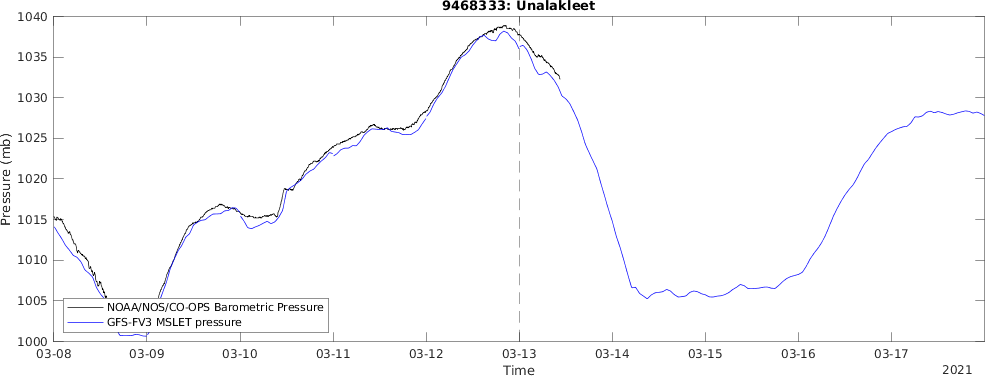 9468333: Unalakleet
Pressure (mb)
1040
1035
1030
1025
1020
1015
1010
1005
1000
NOAA/NOS/CO-OPS Barometric Pressure
GFS-FV3 MSLET pressure
03-08 03-09 03-10 03-11 03-12 03-13 03-14 03-15 03-16 03-17
Time
2021